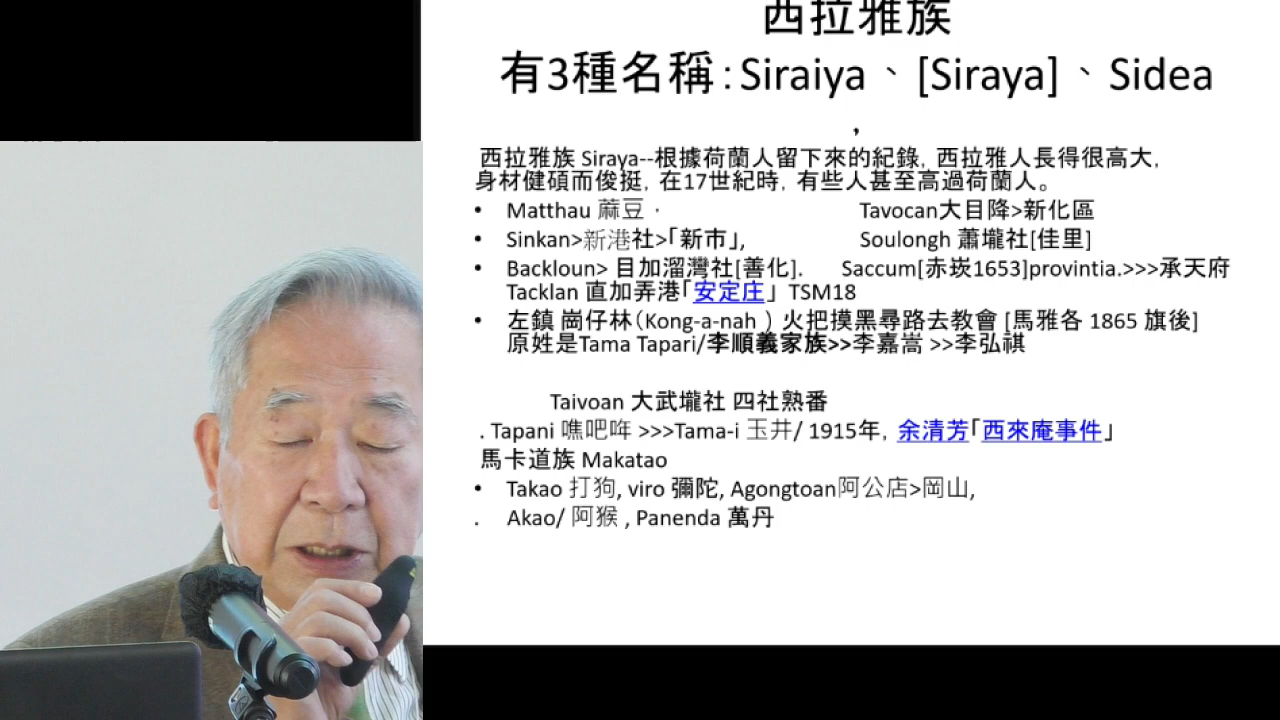 西拉雅族
有3種名稱：Siraiya、[Siraya]、Sidea
,
西拉雅族 Siraya--根據荷蘭人留下來的紀錄，西拉雅人長得很高大，
身材健碩而俊挺，在17世紀時，有些人甚至高過荷蘭人。
• Matthau 蔴豆． Tavocan大目降>新化區
• Sinkan>新港社>「新市」, Soulongh 蕭壠社[佳里]
• Backloun> 目加溜灣社[善化]. Saccum[赤崁1653]provintia.>>>承天府
Tacklan 直加弄港「安定庄」 TSM18
• 左鎮 崗仔林（Kong-a-nah ) 火把摸黑尋路去教會 [馬雅各 1865 旗後]
原姓是Tama Tapari/李順義家族>>李嘉嵩 >>李弘祺
Taivoan 大武壠社 四社熟番
. Tapani 噍吧哖 >>>Tama-i 玉井/ 1915年，余清芳「西來庵事件」
馬卡道族 Makatao
• Takao 打狗, viro 彌陀, Agongtoan阿公店>岡山,
. Akao/ 阿猴 , Panenda 萬丹